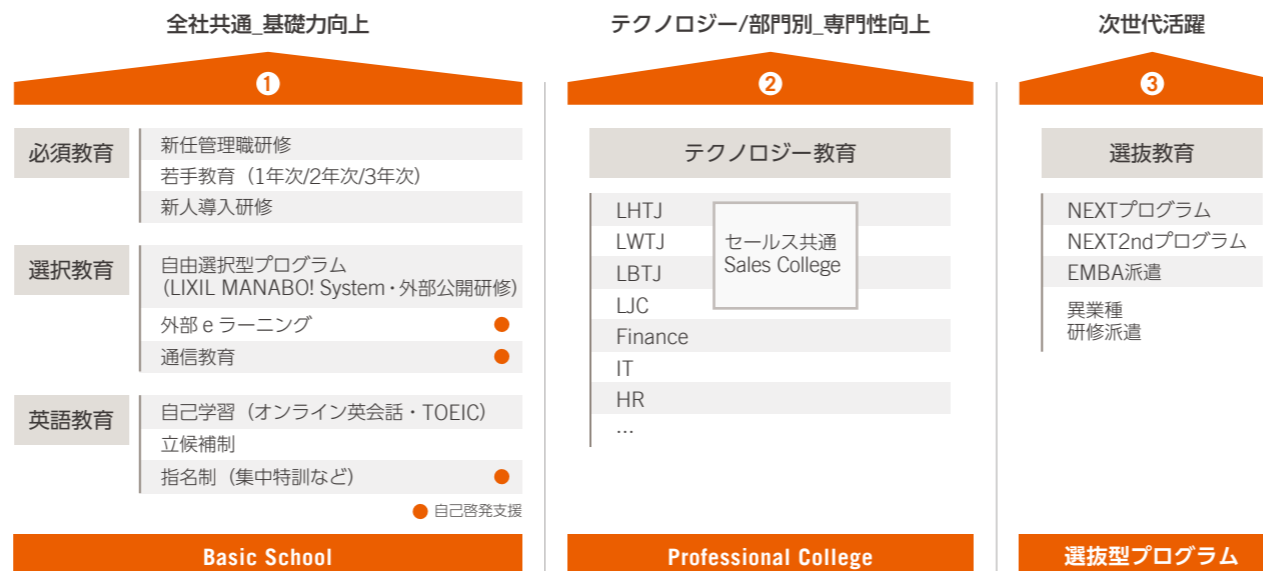 全社共通_基礎力向上
❶
必須教育
新任管理職研修
若手教育（1年次/2年次/3年次）
新人導入研修
選択教育
自由選択型プログラム
（LIXIL MANABO! System・外部公開研修）
外部 e ラーニング
通信教育
英語教育
自己学習（オンライン英会話・TOEIC）
立候補制
指名制（集中特訓など）
● 自己啓発支援
Basic School
テクノロジー/部門別_専門性向上
❷
テクノロジー教育
LHTJ
LWTJ
LBTJ
LJC
Finance
IT
HR
…
セールス共通
Sales College
Professional College
次世代活躍
❸
選抜教育
NEXTプログラム
NEXT2ndプログラム
EMBA派遣
異業種
研修派遣
選抜型プログラム